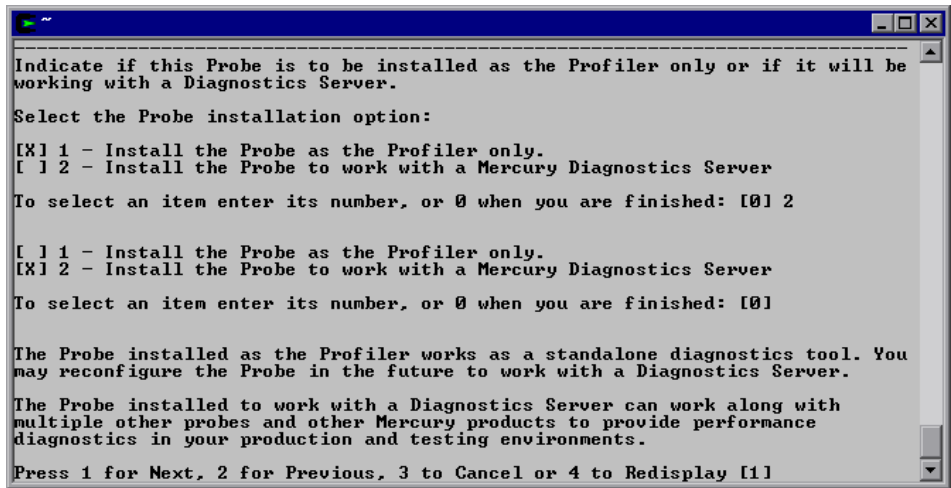 ~
Indicate if this Probe is to be installed as the Profiler only or if it will be
working with a Diagnostics Server.
Select the Probe installation option:
[X] 1 - Install the Probe as the Profiler only.
[ ] 2 - Install the Probe to work with a Mercury Diagnostics Server
To select an item enter its number, or 0 when you are finished: [0] 2
[ ] 1 - Install the Probe as the Profiler only.
[X] 2 - Install the Probe to work with a Mercury Diagnostics Server
To select an item enter its number, or 0 when you are finished: [0]
The Probe installed as the Profiler works as a standalone diagnostics tool. You
may reconfigure the Probe in the future to work with a Diagnostics Server.
The Probe installed to work with a Diagnostics Server can work along with
multiple other probes and other Mercury products to provide performance
diagnostics in your production and testing environments.
Press 1 for Next, 2 for Previous, 3 to Cancel or 4 to Redisplay [1]